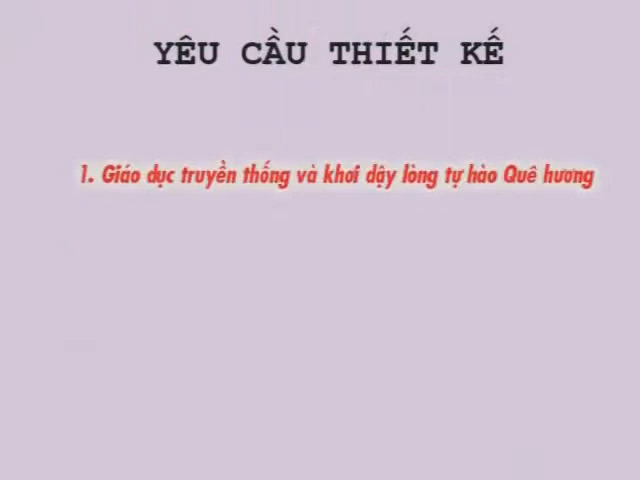 YÊU CẦU THIẾT KẾ
1. Giáo dục truyền thống và khơi dậy lòng tự hào Quê hương